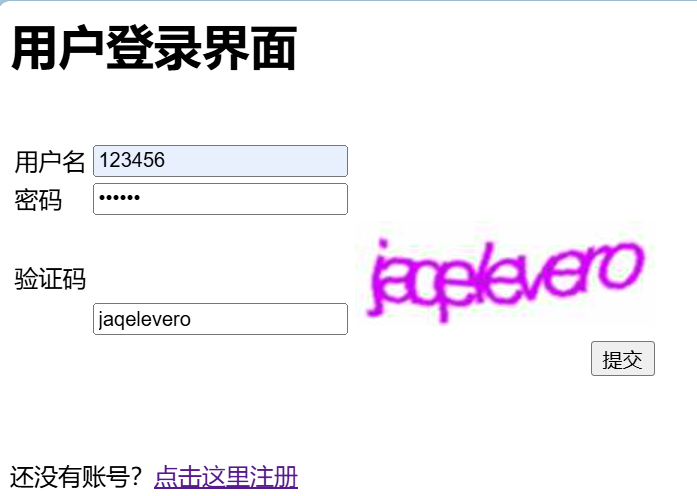 用户登录界面
用户名 123456
密码 ••••••
验证码
jaqelevero
jaqelevero
提交
还没有账号？点击这里注册